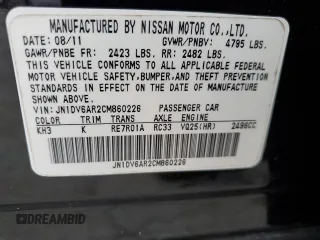 MANUFACTURED BY NISSAN MOTOR CO.,LTD.
DATE: 08/11 GVWR/PNBV: 4795 LBS.
GAWR/PNBE FR: 2423 LBS. RR: 2482 LBS.
THIS VEHICLE CONFORMS TO ALL APPLICABLE FEDERAL
MOTOR VEHICLE SAFETY,BUMPER,AND THEFT PREVENTION
STANDARDS IN EFFECT ON THE DATE OF MANUFACTURE
SHOWN ABOVE.
VIN: JN1DV6AR2CM860226 PASSENGER CAR
COLOR TRIM TRANS AXLE ENGINE
KH3 K RE7R01A RC33 VQ25(HR) 2496CC
JN1DV6AR2CM860226
REAMBID